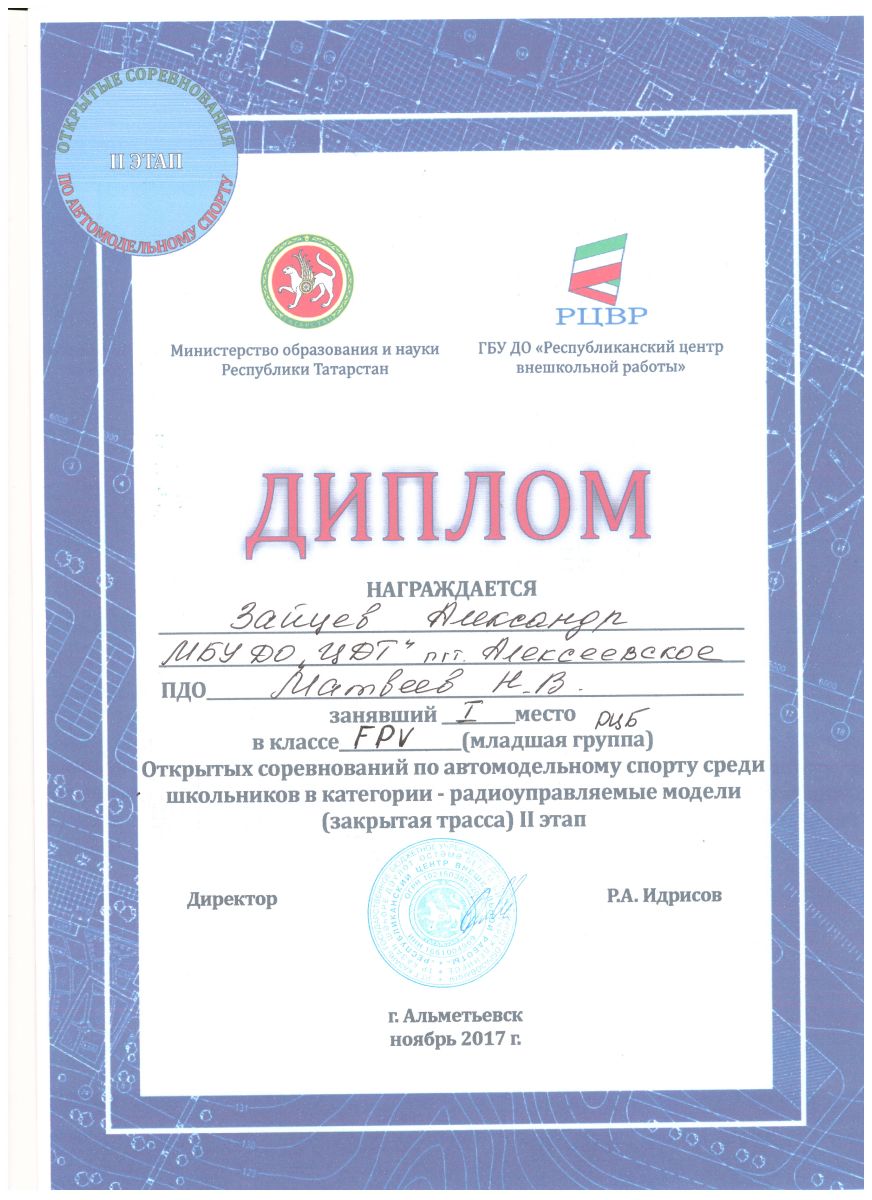 ОТКРЫТЫЕ СОРЕВНОВАНИЯ
II ЭТАП
ПО АВТОМОДЕЛЬНОМУ СПОРТУ
РЦВР
Министерство образования и науки
Республики Татарстан
ГБУ ДО «Республиканский центр
внешкольной работы»
ДИПЛОМ
НАГРАЖДАЕТСЯ
Зайцев Александр
МБУ ДО „ЦДТ" пгт. Алексеевское
ПДО Матвеев Н.В.
занявший I место
РЦБ
в классе FPV (младшая группа)
Открытых соревнований по автомодельному спорту среди
школьников в категории - радиоуправляемые модели
(закрытая трасса) II этап
Директор
Р.А. Идрисов
г. Альметьевск
ноябрь 2017 г.